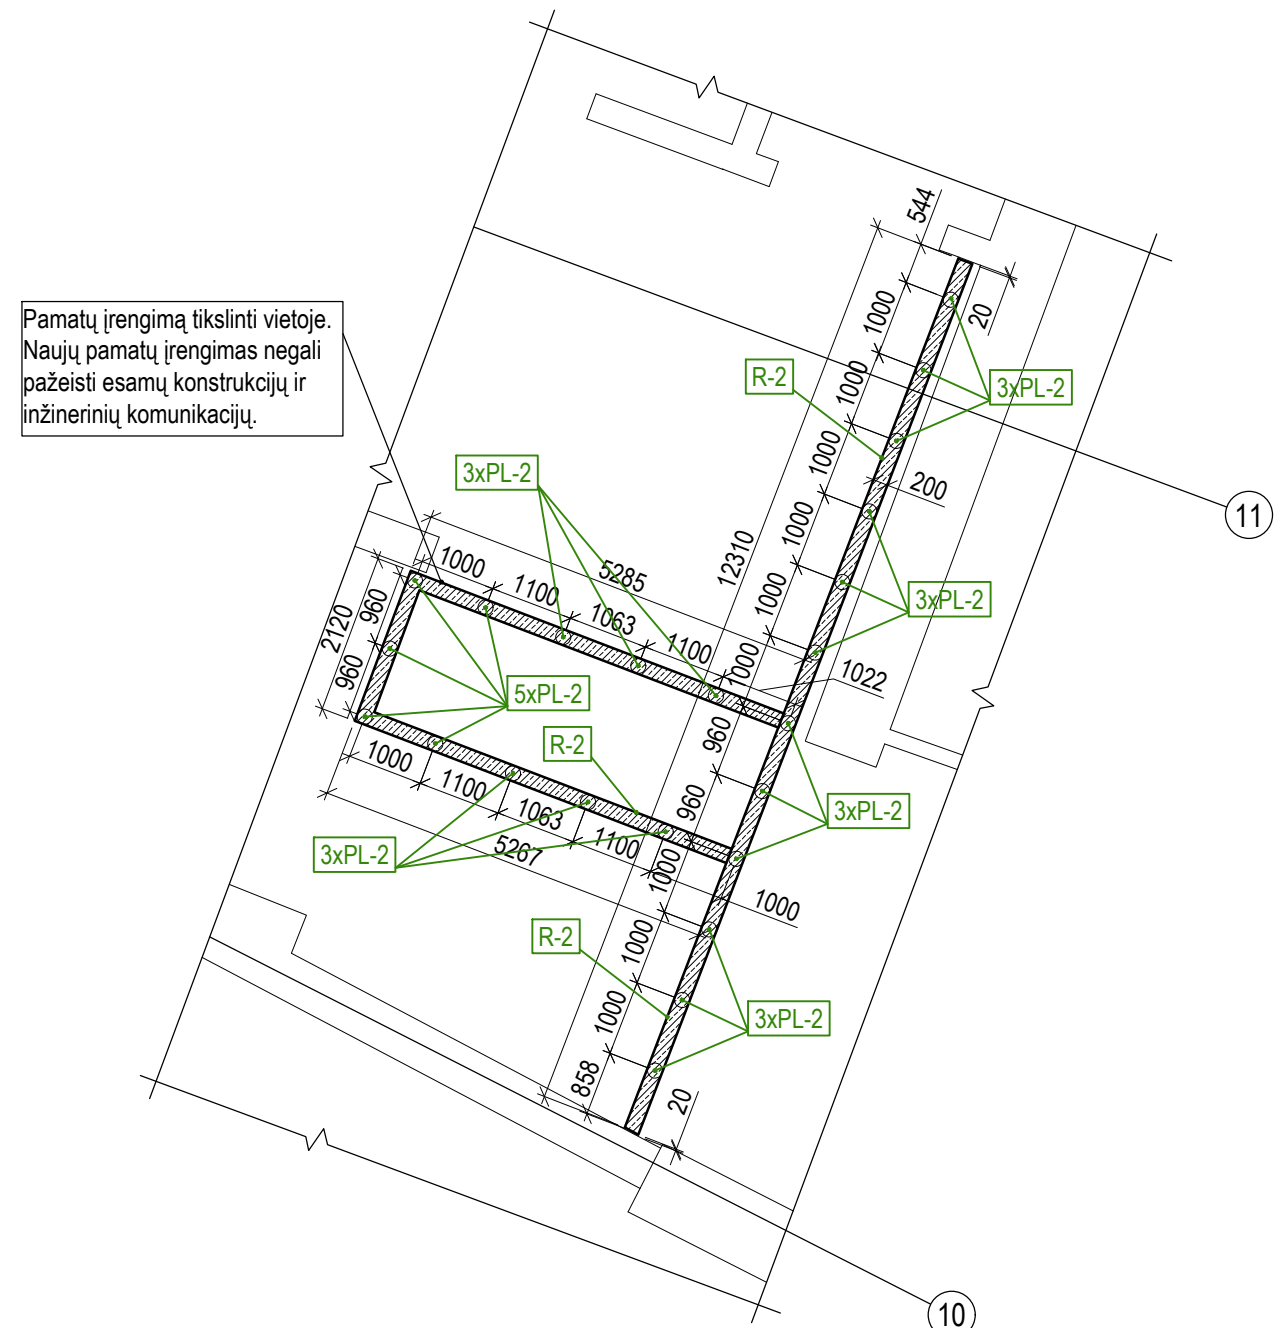 544
20
1000
1000
R-2
3xPL-2
Pamatų įrengimą tikslinti vietoje.
Naujų pamatų įrengimas negali
pažeisti esamų konstrukcijų ir
inžinerinių komunikacijų.
1000
3xPL-2
200
11
1000
12310
1000
5285
1000
1100
1063
1100
1000
3xPL-2
1022
960
2120
960
5xPL-2
960
R-2
960
3xPL-2
1000
1100
1063
1100
5267
3xPL-2
1000
1000
R-2
1000
1000
3xPL-2
858
20
10